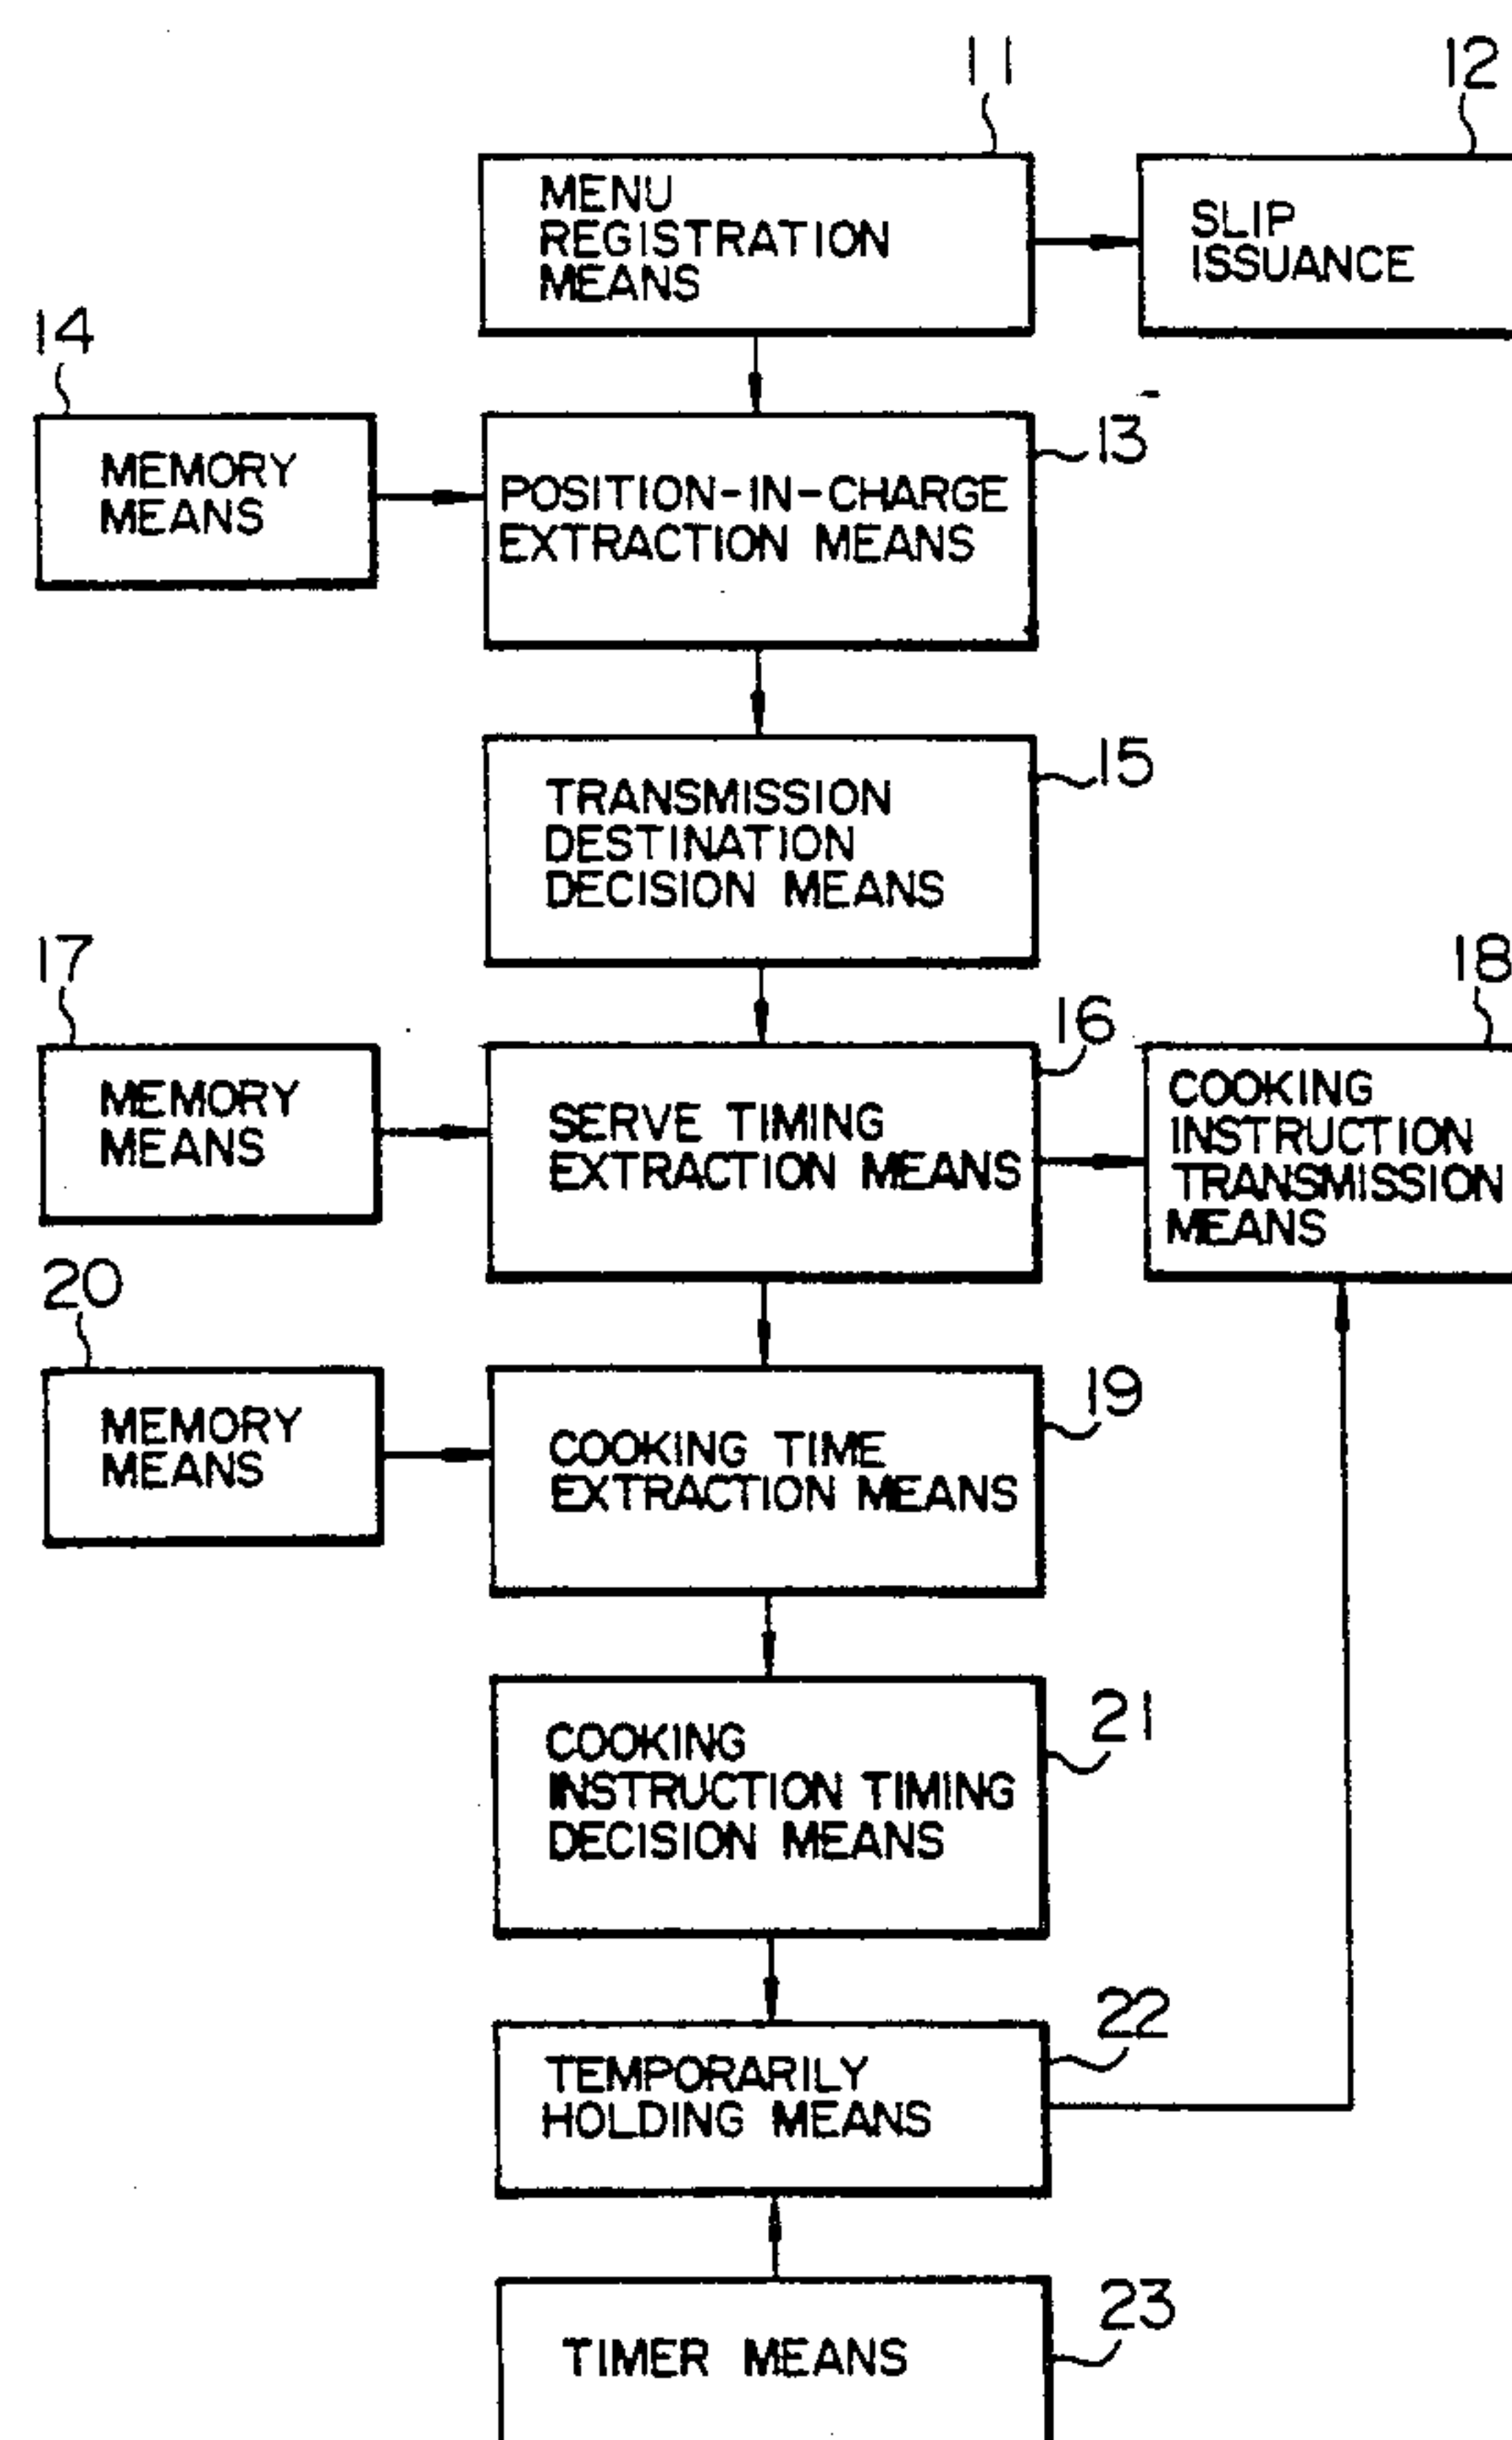 11
12
MENU
REGISTRATION
MEANS
SLIP
ISSUANCE
14
13
MEMORY
MEANS
POSITION-IN-CHARGE
EXTRACTION MEANS
15
TRANSMISSION
DESTINATION
DECISION MEANS
17
16
18
MEMORY
MEANS
SERVE TIMING
EXTRACTION MEANS
COOKING
INSTRUCTION
TRANSMISSION
MEANS
20
19
MEMORY
MEANS
COOKING TIME
EXTRACTION MEANS
21
COOKING
INSTRUCTION TIMING
DECISION MEANS
22
TEMPORARILY
HOLDING MEANS
23
TIMER MEANS